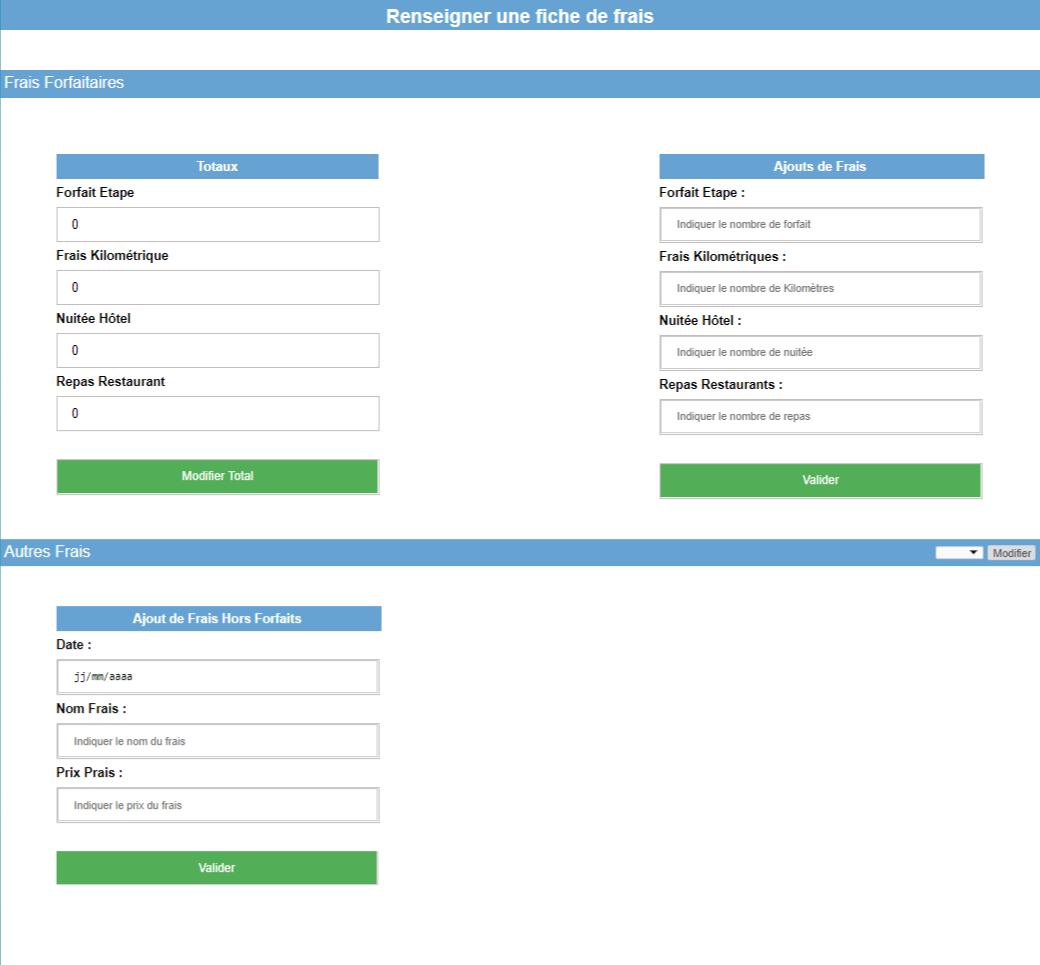 Renseigner une fiche de frais
Frais Forfaitaires
Totaux
Forfait Etape
0
Frais Kilométrique
0
Nuitée Hôtel
0
Repas Restaurant
0
Modifier Total
Ajouts de Frais
Forfait Etape :
Indiquer le nombre de forfait
Frais Kilométriques :
Indiquer le nombre de Kilomètres
Nuitée Hôtel :
Indiquer le nombre de nuitée
Repas Restaurants :
Indiquer le nombre de repas
Valider
Autres Frais
Modifier
Ajout de Frais Hors Forfaits
Date :
jj/mm/aaaa
Nom Frais :
Indiquer le nom du frais
Prix Prais :
Indiquer le prix du frais
Valider